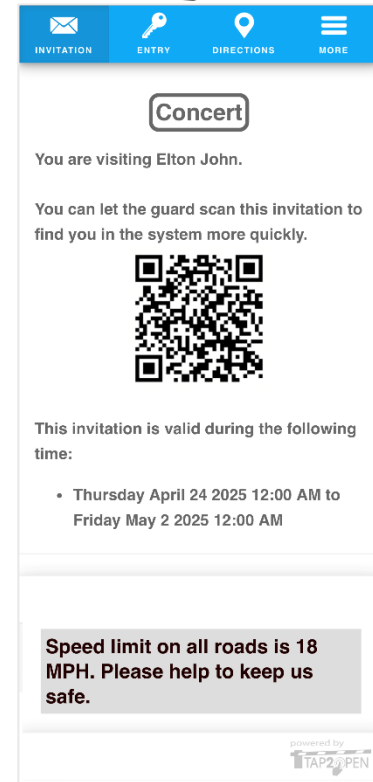 INVITATION
ENTRY
DIRECTIONS
MORE
Concert
You are visiting Elton John.
You can let the guard scan this invitation to
find you in the system more quickly.
This invitation is valid during the following
time:
• Thursday April 24 2025 12:00 AM to
Friday May 2 2025 12:00 AM
Speed limit on all roads is 18
MPH. Please help to keep us
safe.
powered by
TAP2OPEN